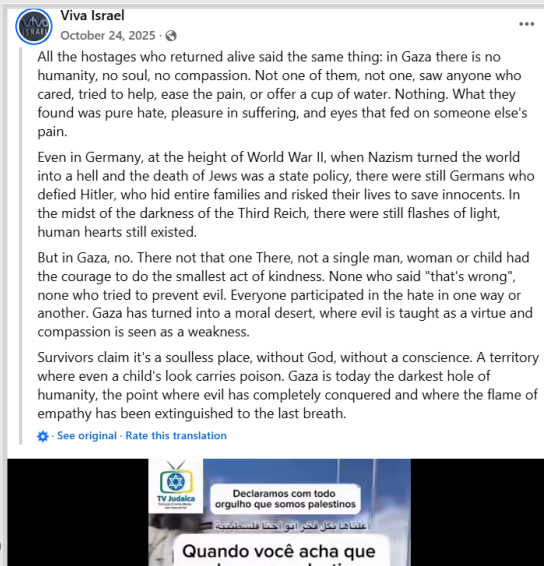 Viva Israel
October 24, 2025
All the hostages who returned alive said the same thing: in Gaza there is no
humanity, no soul, no compassion. Not one of them, not one, saw anyone who
cared, tried to help, ease the pain, or offer a cup of water. Nothing. What they
found was pure hate, pleasure in suffering, and eyes that fed on someone else's
pain.
Even in Germany, at the height of World War II, when Nazism turned the world
into a hell and the death of Jews was a state policy, there were still Germans who
defied Hitler, who hid entire families and risked their lives to save innocents. In
the midst of the darkness of the Third Reich, there were still flashes of light,
human hearts still existed.
But in Gaza, no. There not that one There, not a single man, woman or child had
the courage to do the smallest act of kindness. None who said "that's wrong",
none who tried to prevent evil. Everyone participated in the hate in one way or
another. Gaza has turned into a moral desert, where evil is taught as a virtue and
compassion is seen as a weakness.
Survivors claim it's a soulless place, without God, without a conscience. A territory
where even a child's look carries poison. Gaza is today the darkest hole of
humanity, the point where evil has completely conquered and where the flame of
empathy has been extinguished to the last breath.
· See original · Rate this translation
TV Judaica
Declaramos com todo
orgulho que somos palestinos
Quando você acha que